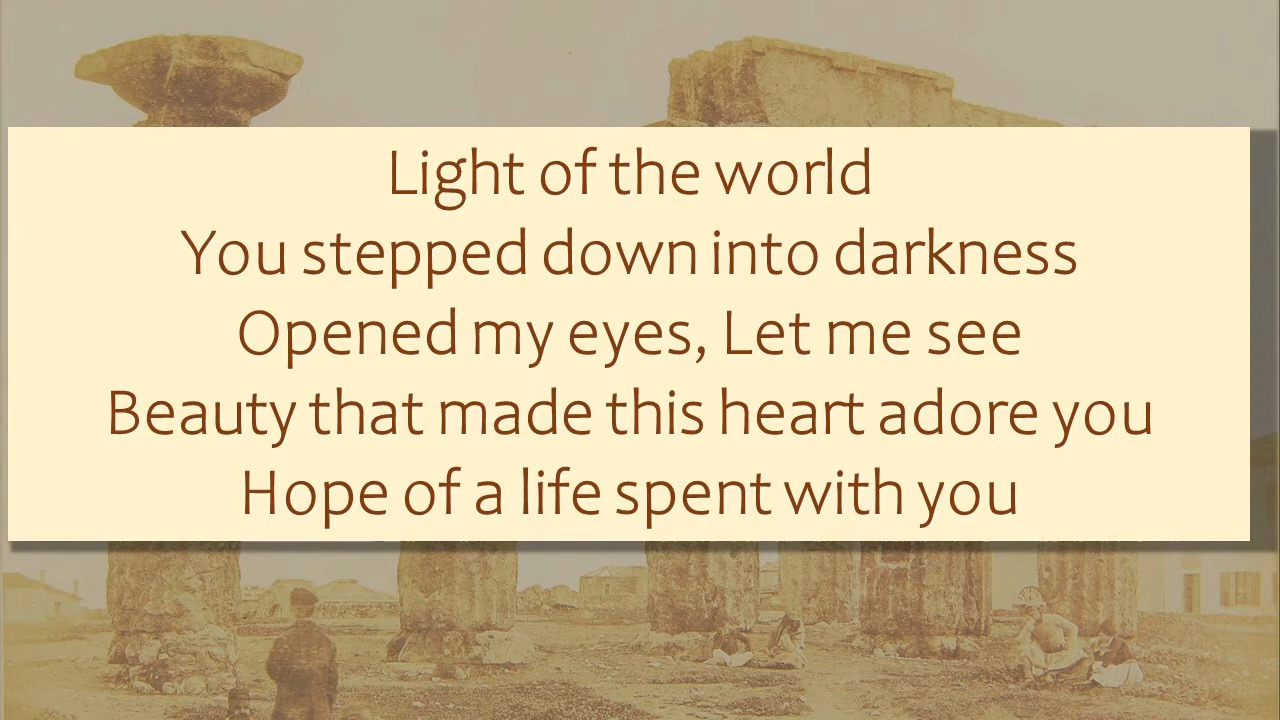 Light of the world
You stepped down into darkness
Opened my eyes, Let me see
Beauty that made this heart adore you
Hope of a life spent with you